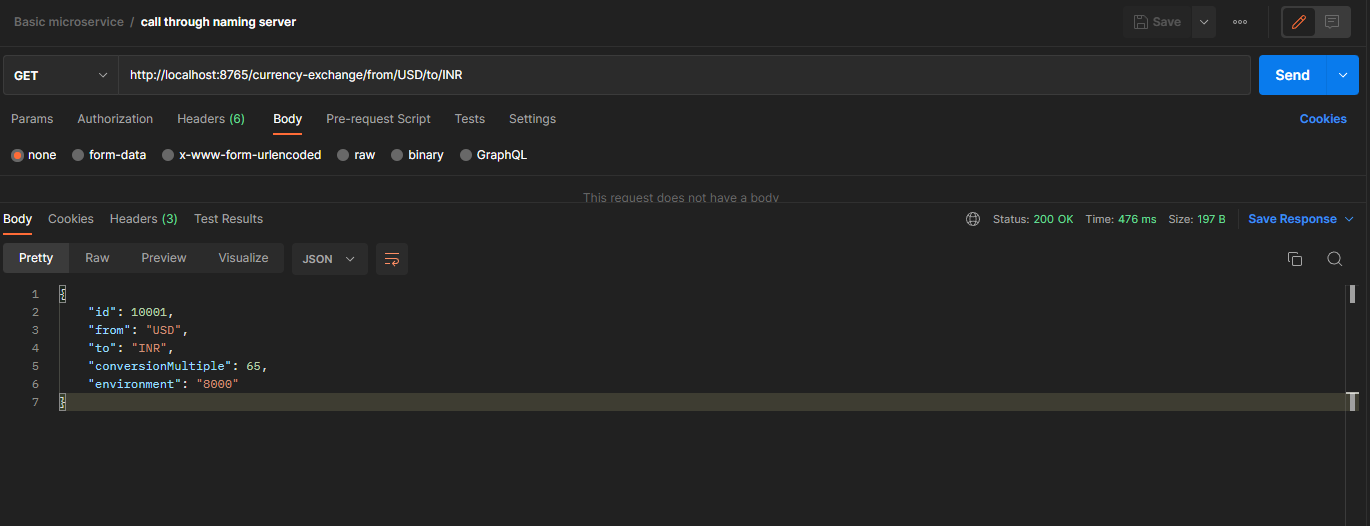 Basic microservice / call through naming server
Save
GET http://localhost:8765/currency-exchange/from/USD/to/INR Send
Params Authorization Headers (6) Body Pre-request Script Tests Settings Cookies
none form-data x-www-form-urlencoded raw binary GraphQL
This request does not have a body
Body Cookies Headers (3) Test Results Status: 200 OK Time: 476 ms Size: 197 B Save Response
Pretty Raw Preview Visualize JSON
1 {
2 "id": 10001,
3 "from": "USD",
4 "to": "INR",
5 "conversionMultiple": 65,
6 "environment": "8000"
7 }